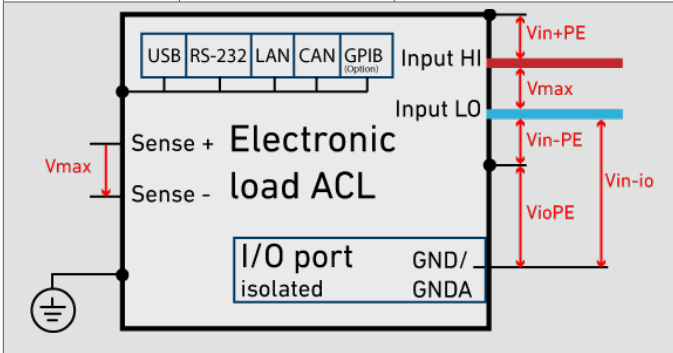 Vin+PE
USB RS-232 LAN CAN GPIB
(Option)
Input HI
Vmax
Input LO
Sense +
Electronic
Vin-PE
Vmax
Sense -
load ACL
Vin-io
VioPE
I/O port
GND/
isolated
GNDA